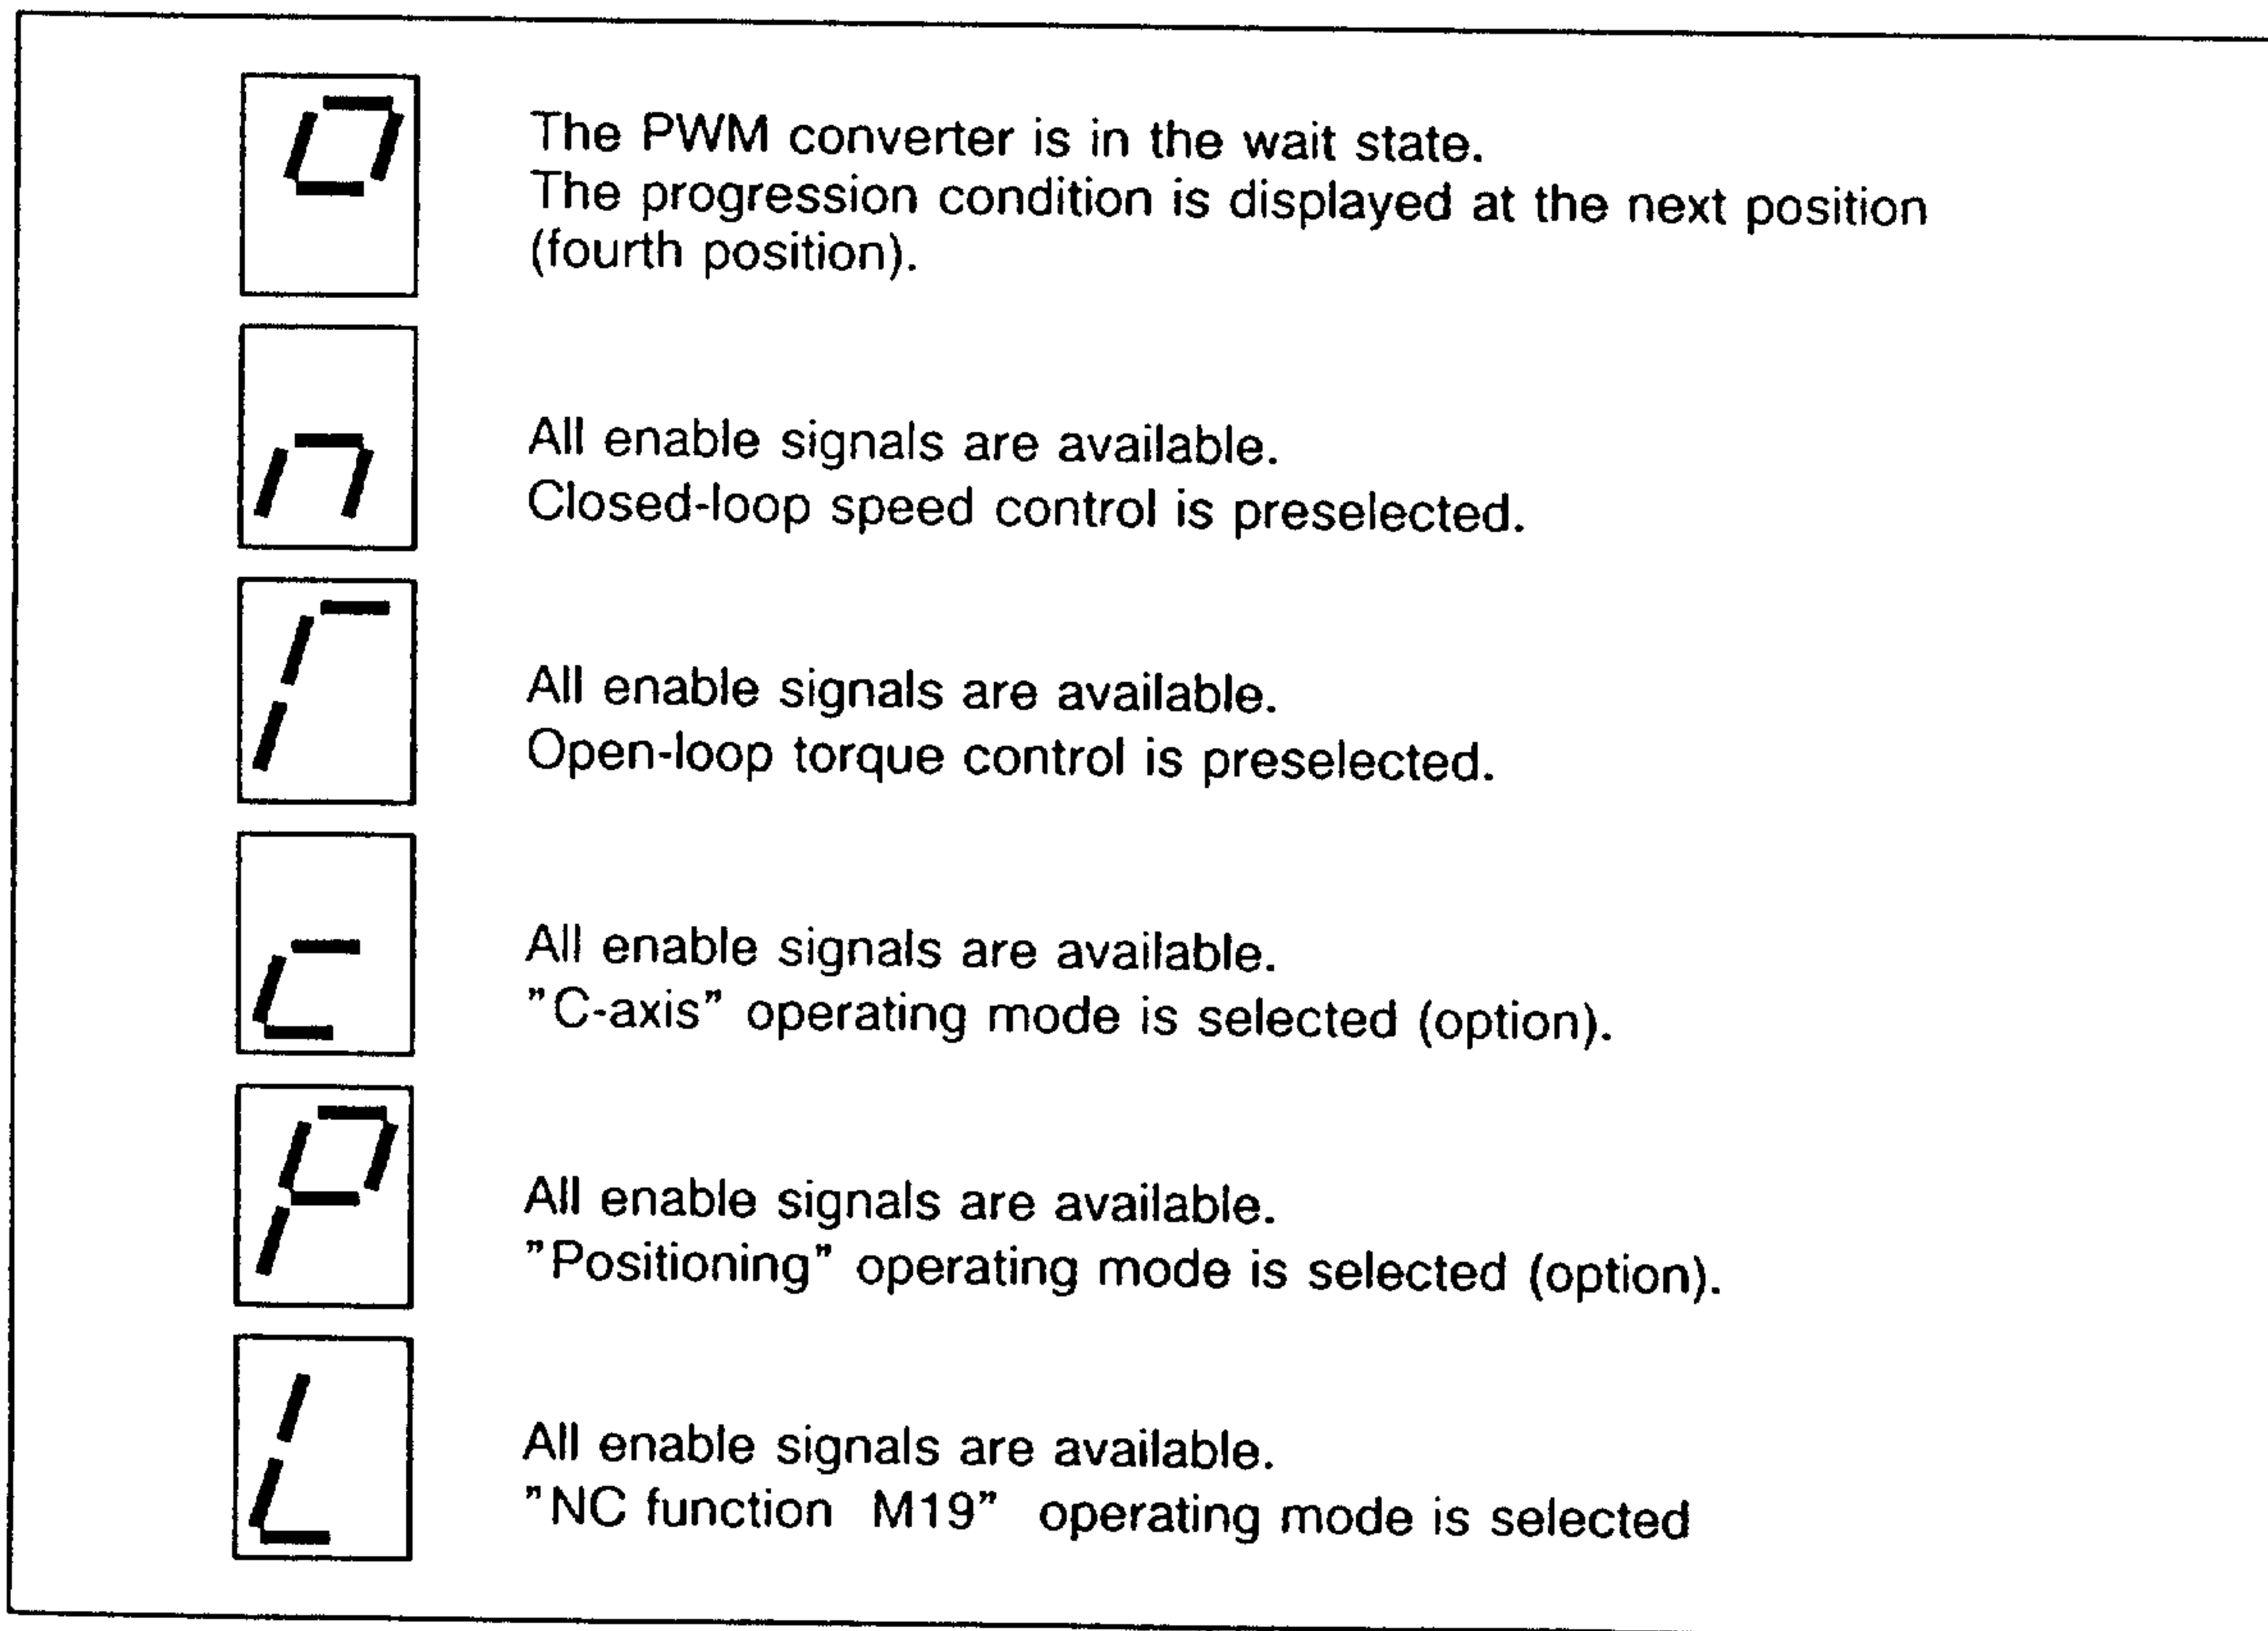 The PWM converter is in the wait state.
The progression condition is displayed at the next position
(fourth position).
n
All enable signals are available.
Closed-loop speed control is preselected.
All enable signals are available.
Open-loop torque control is preselected.
c
All enable signals are available.
"C-axis" operating mode is selected (option).
P
All enable signals are available.
"Positioning" operating mode is selected (option).
L
All enable signals are available.
"NC function M19" operating mode is selected